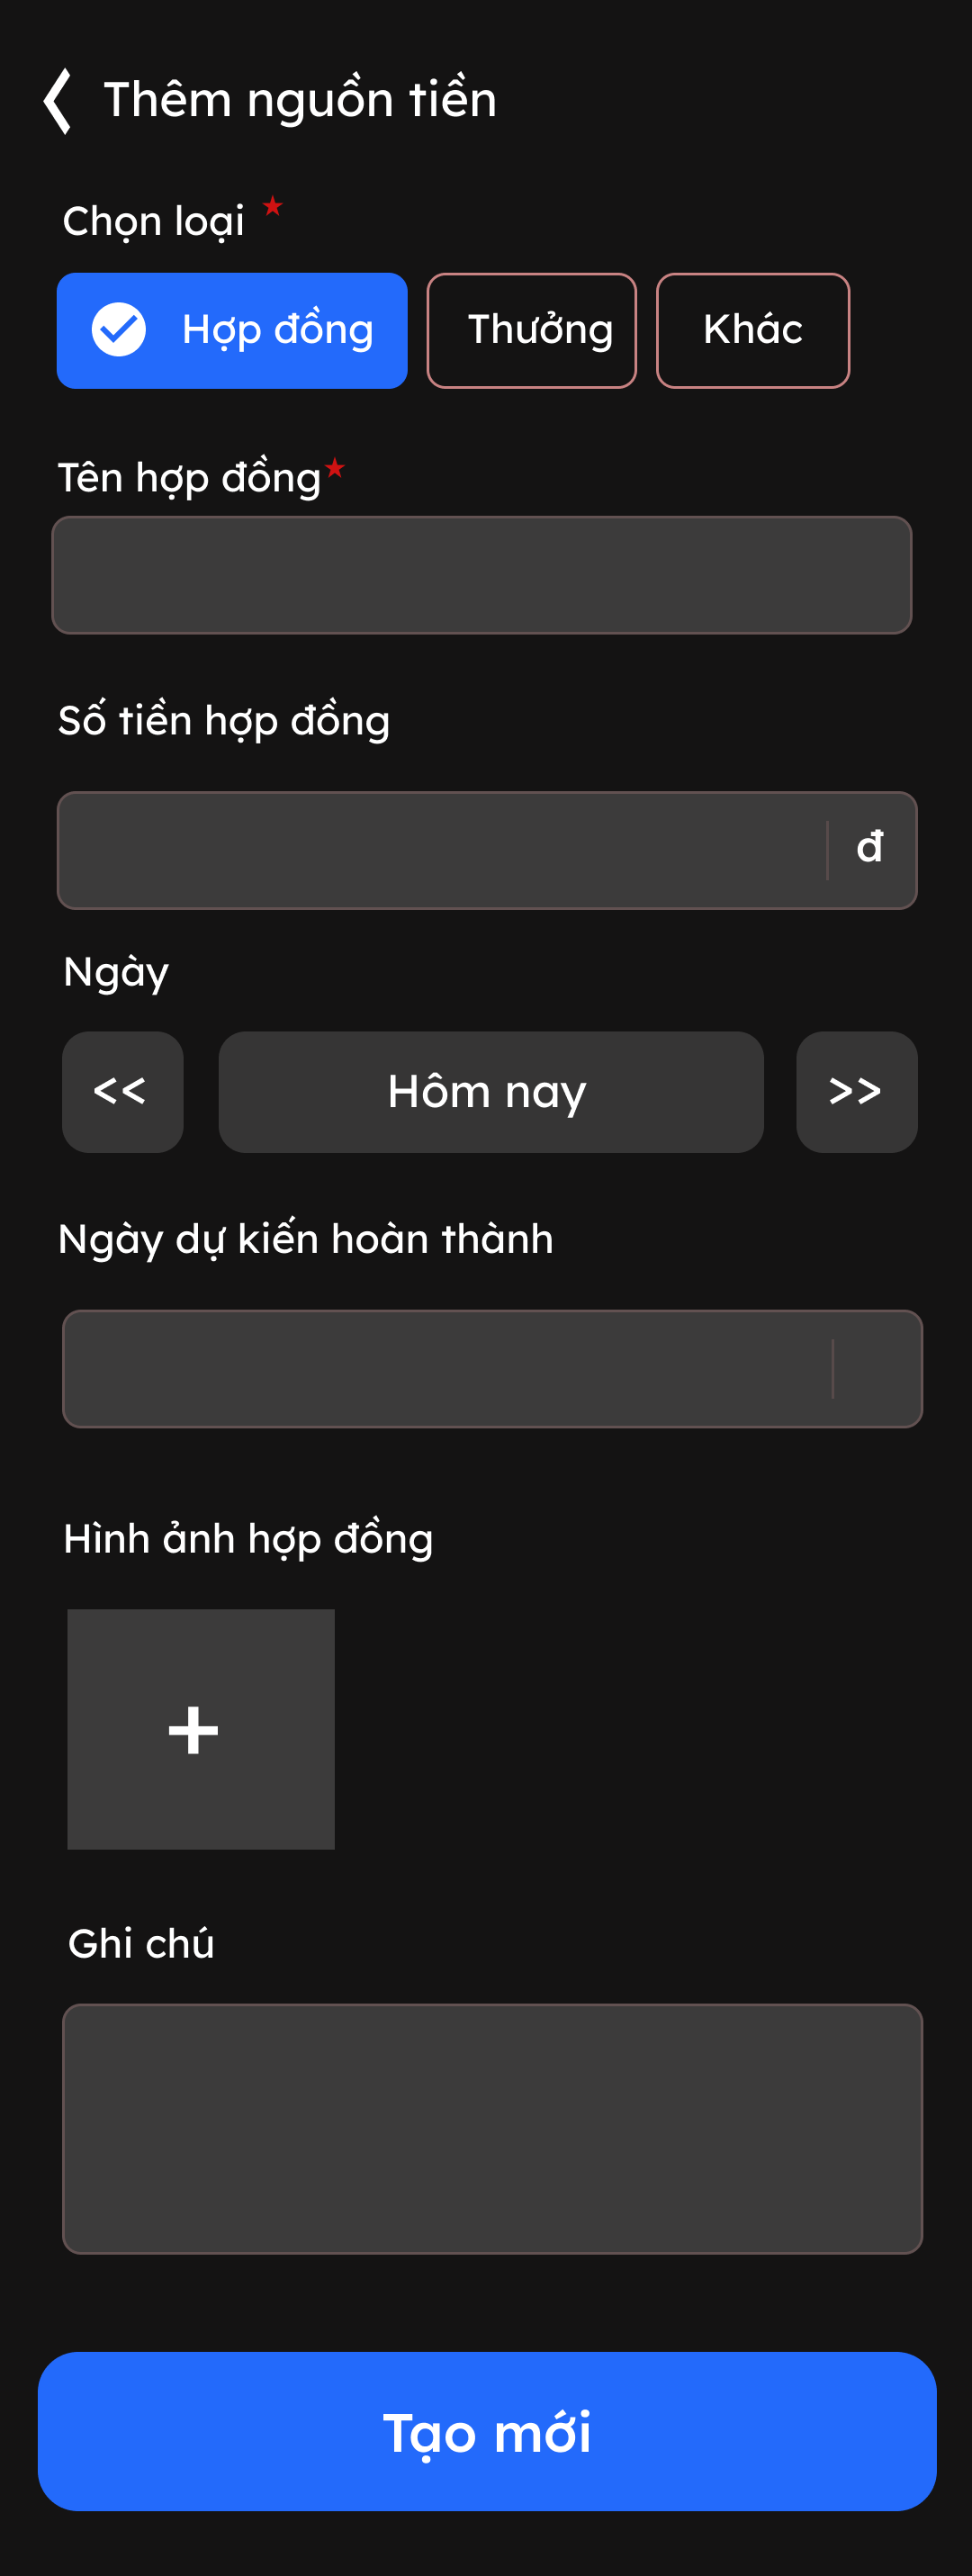 Thêm nguồn tiền
Chọn loại ★
Hợp đồng Thưởng Khác
Tên hợp đồng★
Số tiền hợp đồng
đ
Ngày
<< Hôm nay >>
Ngày dự kiến hoàn thành
Hình ảnh hợp đồng
+
Ghi chú
Tạo mới